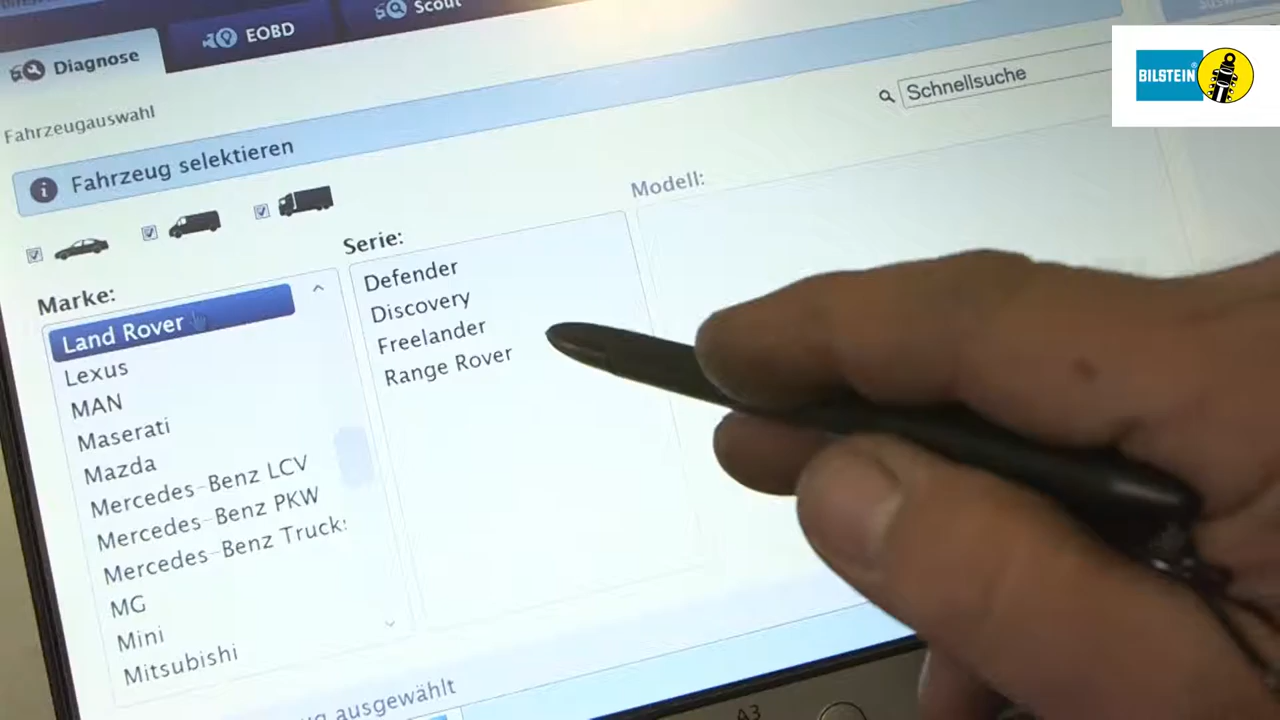 Diagnose
EOBD
Scout
BILSTEIN®
Fahrzeugauswahl
Schnellsuche
Fahrzeug selektieren
Marke:
Serie:
Modell:
Land Rover
Lexus
MAN
Maserati
Mazda
Mercedes-Benz LCV
Mercedes-Benz PKW
Mercedes-Benz Truck:
MG
Mini
Mitsubishi
Defender
Discovery
Freelander
Range Rover
ausgewählt
A3